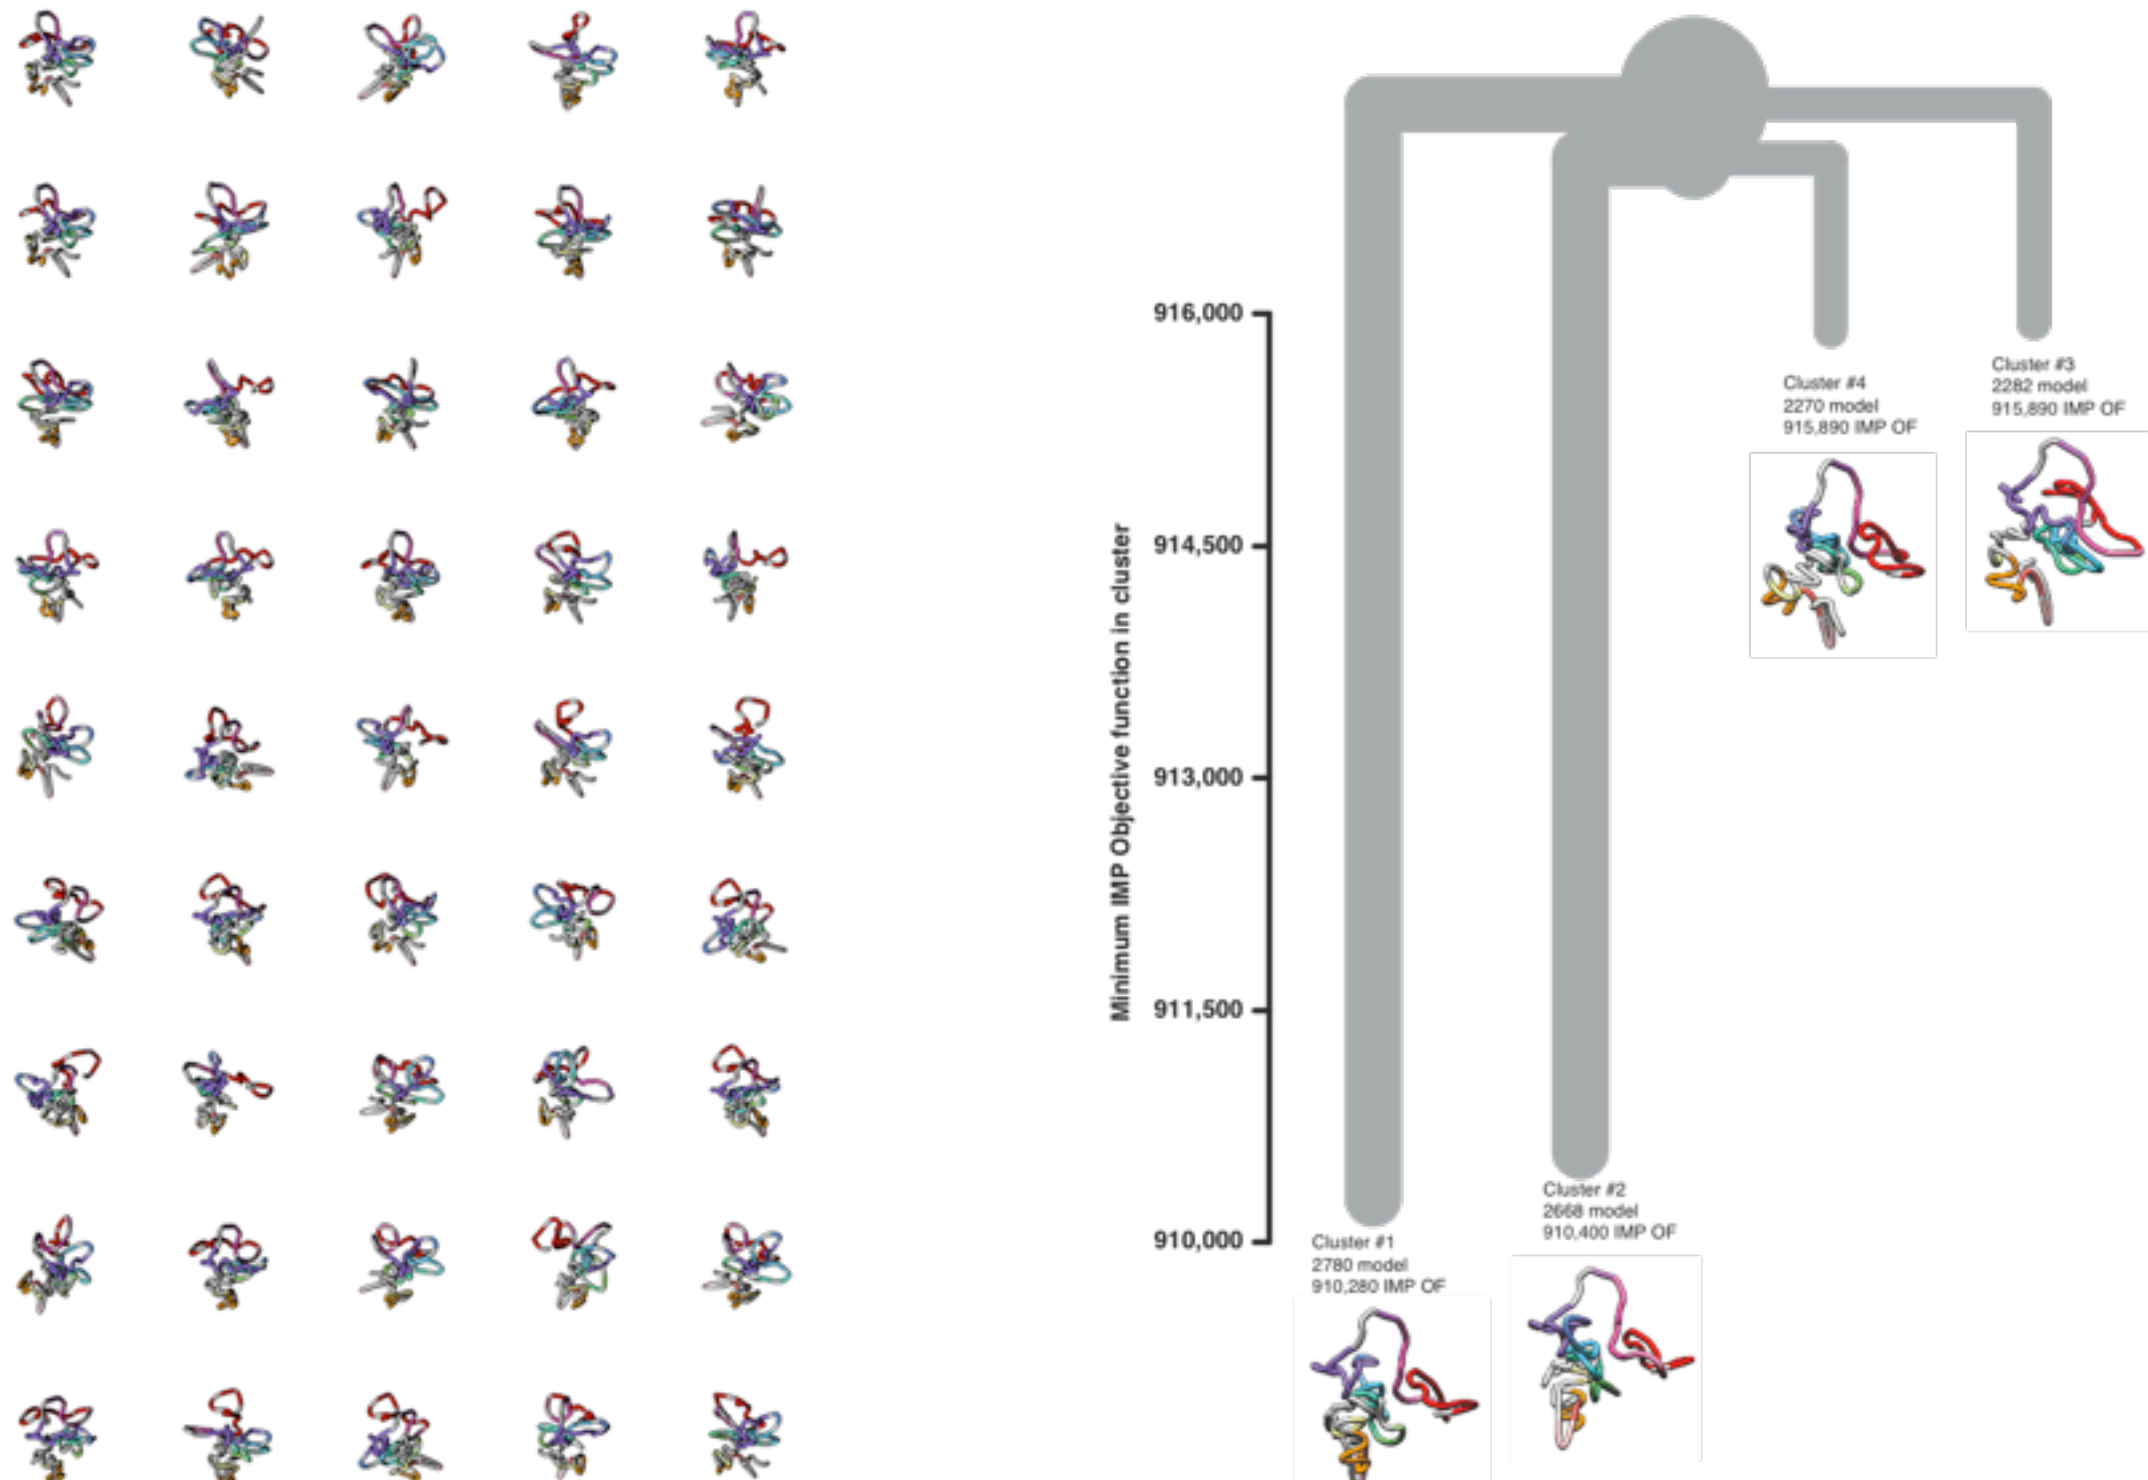 916,000
914,500
913,000
911,500
910,000
Minimum IMP Objective function in cluster
Cluster #4
2270 model
915,890 IMP OF
Cluster #3
2282 model
915,890 IMP OF
Cluster #2
2668 model
910,400 IMP OF
Cluster #1
2780 model
910,280 IMP OF